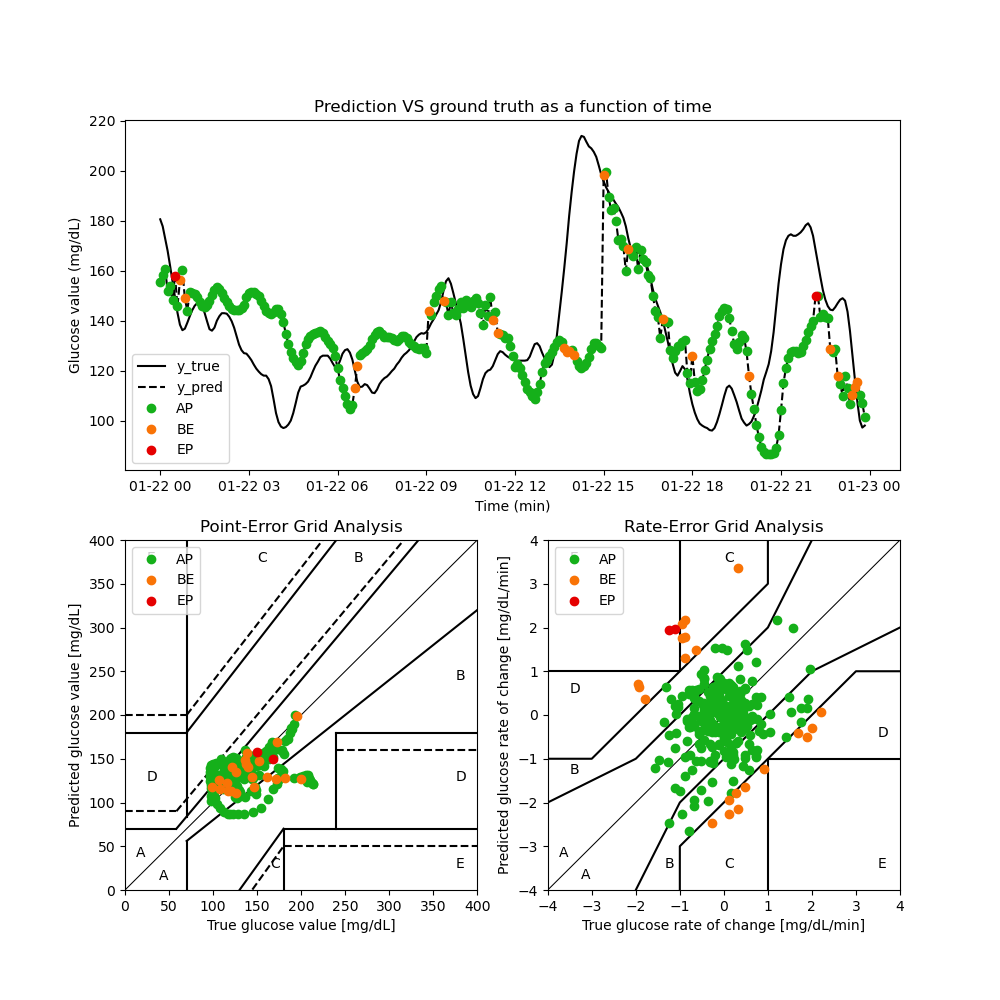 Prediction VS ground truth as a function of time
Glucose value (mg/dL)
220
200
180
160
140
120
100
y_true
y_pred
AP
BE
EP
01-22 00 01-22 03 01-22 06 01-22 09 01-22 12 01-22 15 01-22 18 01-22 21 01-23 00
Time (min)
Point-Error Grid Analysis
Predicted glucose value [mg/dL]
400
350
300
250
200
150
100
50
0
AP
BE
EP
C B
B
D D
A
A C E
0 50 100 150 200 250 300 350 400
True glucose value [mg/dL]
Rate-Error Grid Analysis
Predicted glucose rate of change [mg/dL/min]
4
3
2
1
0
−1
−2
−3
−4
AP
BE
EP
C
D
D
B
A
A B C E
−4 −3 −2 −1 0 1 2 3 4
True glucose rate of change [mg/dL/min]